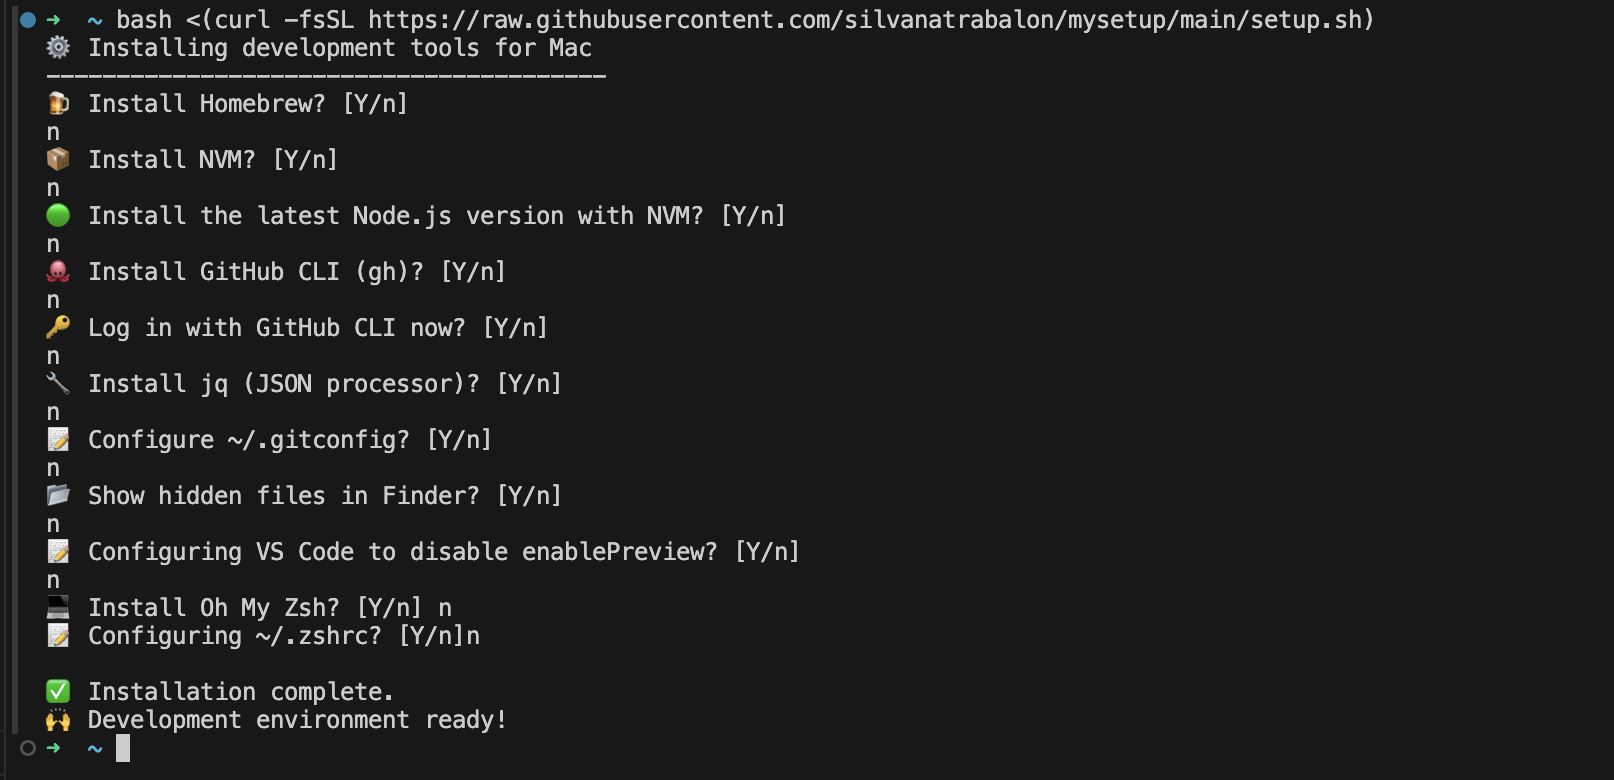 ➜ ~ bash <(curl -fsSL https://raw.githubusercontent.com/silvanatrabalon/mysetup/main/setup.sh)
⚙️ Installing development tools for Mac
----------------------------------------
🍺 Install Homebrew? [Y/n]
n
📦 Install NVM? [Y/n]
n
🟢 Install the latest Node.js version with NVM? [Y/n]
n
🐙 Install GitHub CLI (gh)? [Y/n]
n
🔑 Log in with GitHub CLI now? [Y/n]
n
🔧 Install jq (JSON processor)? [Y/n]
n
📝 Configure ~/.gitconfig? [Y/n]
n
📂 Show hidden files in Finder? [Y/n]
n
📝 Configuring VS Code to disable enablePreview? [Y/n]
n
💻 Install Oh My Zsh? [Y/n] n
📝 Configuring ~/.zshrc? [Y/n]n
✅ Installation complete.
🙌 Development environment ready!
➜ ~